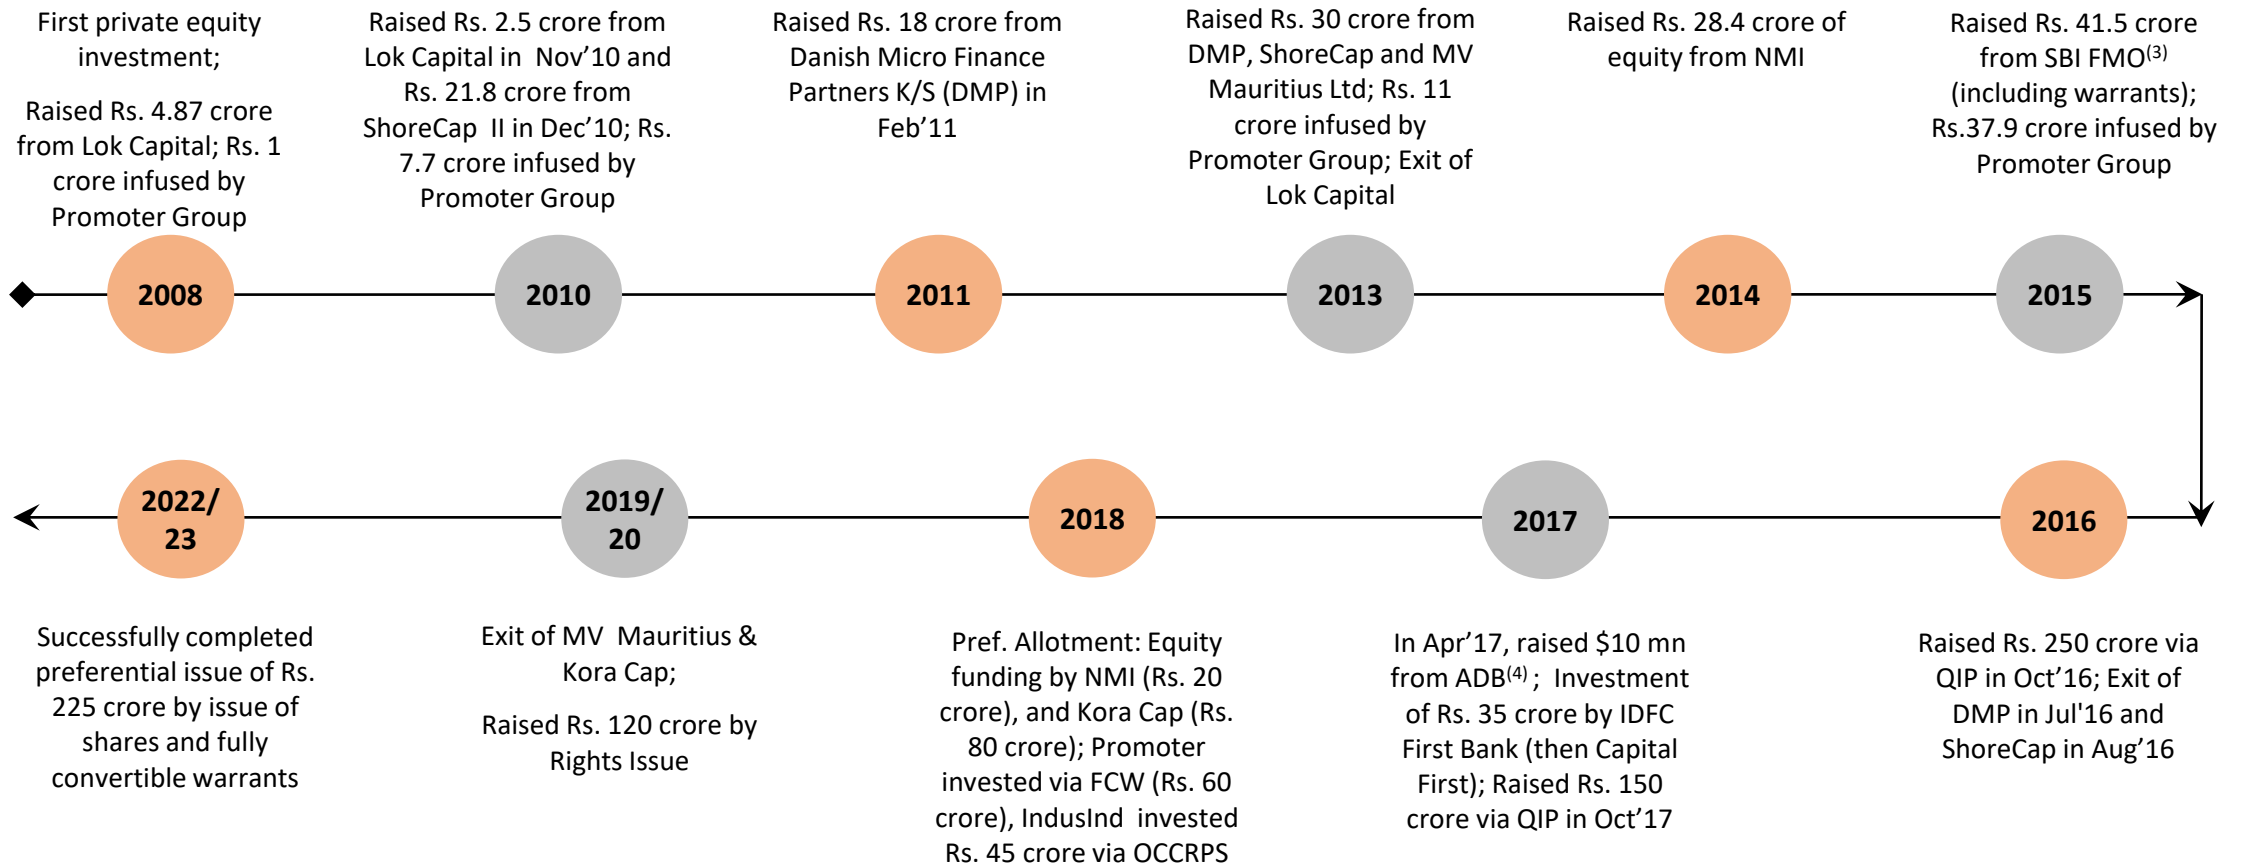 First private equity
investment;
Raised Rs. 4.87 crore
from Lok Capital; Rs. 1
crore infused by
Promoter Group
Raised Rs. 2.5 crore from
Lok Capital in  Nov’10 and
Rs. 21.8 crore from
ShoreCap  II in Dec’10; Rs.
7.7 crore infused by
Promoter Group
Raised Rs. 18 crore from
Danish Micro Finance
Partners K/S (DMP) in
Feb’11
Raised Rs. 30 crore from
DMP, ShoreCap and MV
Mauritius Ltd; Rs. 11
crore infused by
Promoter Group; Exit of
Lok Capital
Raised Rs. 28.4 crore of
equity from NMI
Raised Rs. 41.5 crore
from SBI FMO(3)
(including warrants);
Rs.37.9 crore infused by
Promoter Group
2008
2010
2011
2013
2014
2015
2022/
23
2019/
20
2018
2017
2016
Successfully completed
preferential issue of Rs.
225 crore by issue of
shares and fully
convertible warrants
Exit of MV  Mauritius &
Kora Cap;
Raised Rs. 120 crore by
Rights Issue
Pref. Allotment: Equity
funding by NMI (Rs. 20
crore), and Kora Cap (Rs.
80 crore); Promoter
invested via FCW (Rs. 60
crore), IndusInd  invested
Rs. 45 crore via OCCRPS
In Apr’17, raised $10 mn
from ADB(4) ;  Investment
of Rs. 35 crore by IDFC
First Bank (then Capital
First); Raised Rs. 150
crore via QIP in Oct’17
Raised Rs. 250 crore via
QIP in Oct’16; Exit of
DMP in Jul'16 and
ShoreCap in Aug’16